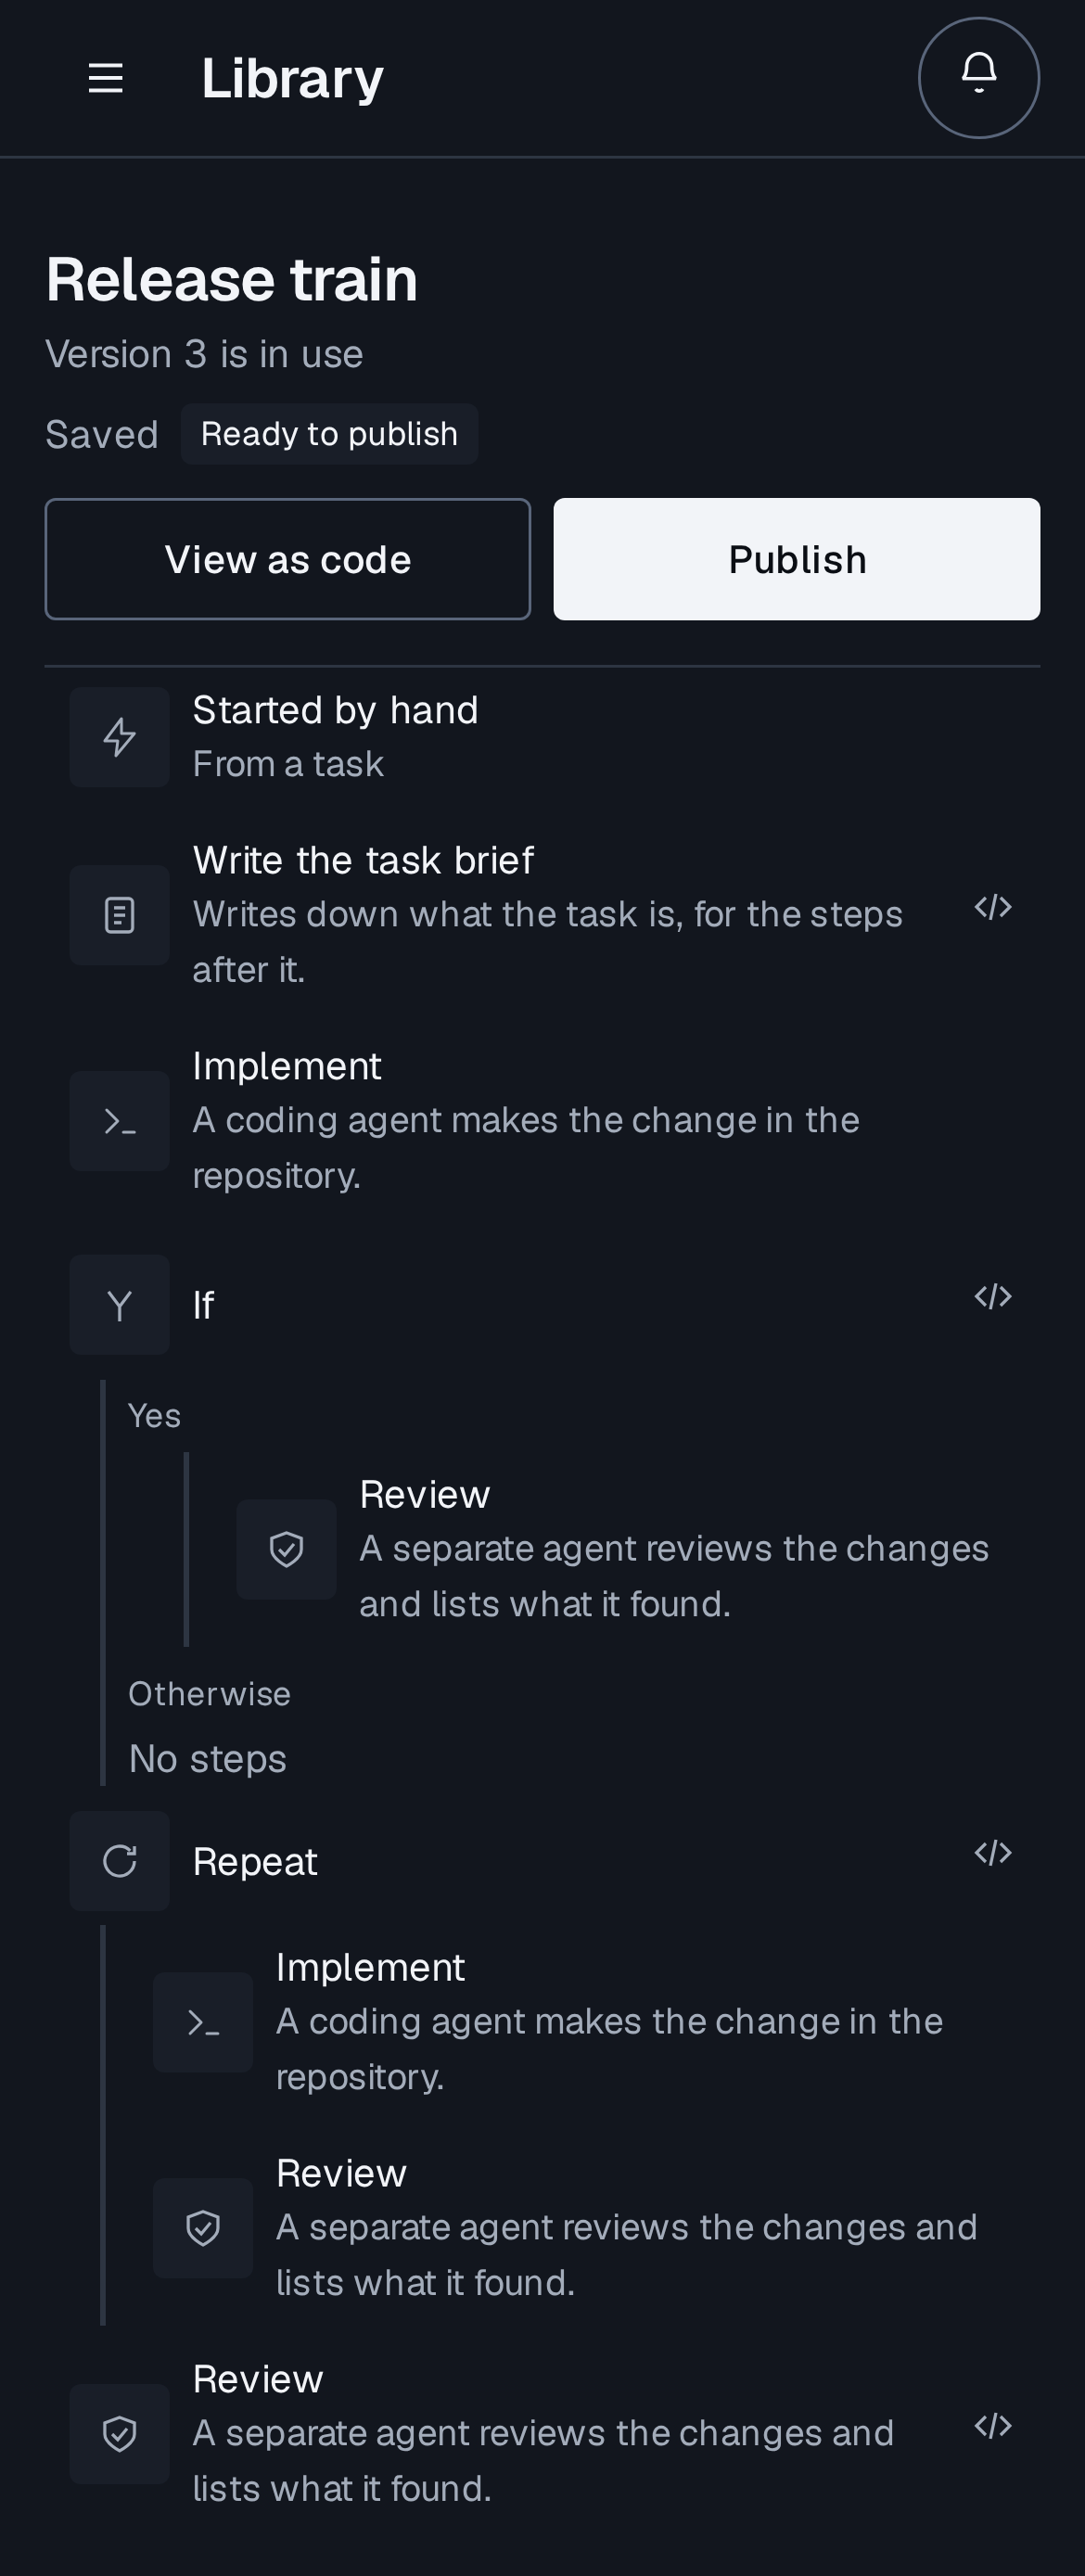 Library
Release train
Version 3 is in use
Saved
Ready to publish
View as code
Publish
Started by hand
From a task
Write the task brief
Writes down what the task is, for the steps
after it.
Implement
A coding agent makes the change in the
repository.
If
Yes
Review
A separate agent reviews the changes
and lists what it found.
Otherwise
No steps
Repeat
Implement
A coding agent makes the change in the
repository.
Review
A separate agent reviews the changes and
lists what it found.
Review
A separate agent reviews the changes and
lists what it found.